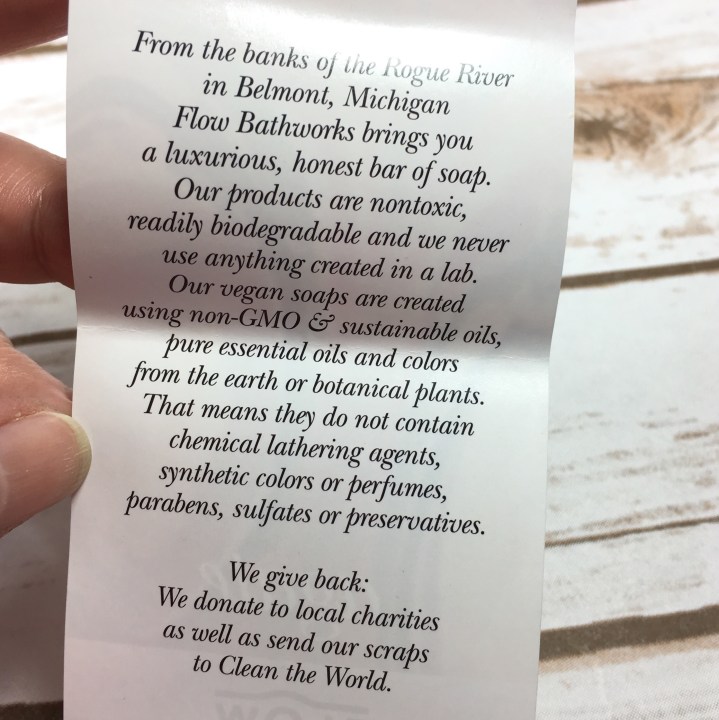 From the banks of the Rogue River
in Belmont, Michigan
Flow Bathworks brings you
a luxurious, honest bar of soap.
Our products are nontoxic,
readily biodegradable and we never
use anything created in a lab.
Our vegan soaps are created
using non-GMO & sustainable oils,
pure essential oils and colors
from the earth or botanical plants.
That means they do not contain
chemical lathering agents,
synthetic colors or perfumes,
parabens, sulfates or preservatives.
We give back:
We donate to local charities
as well as send our scraps
to Clean the World.